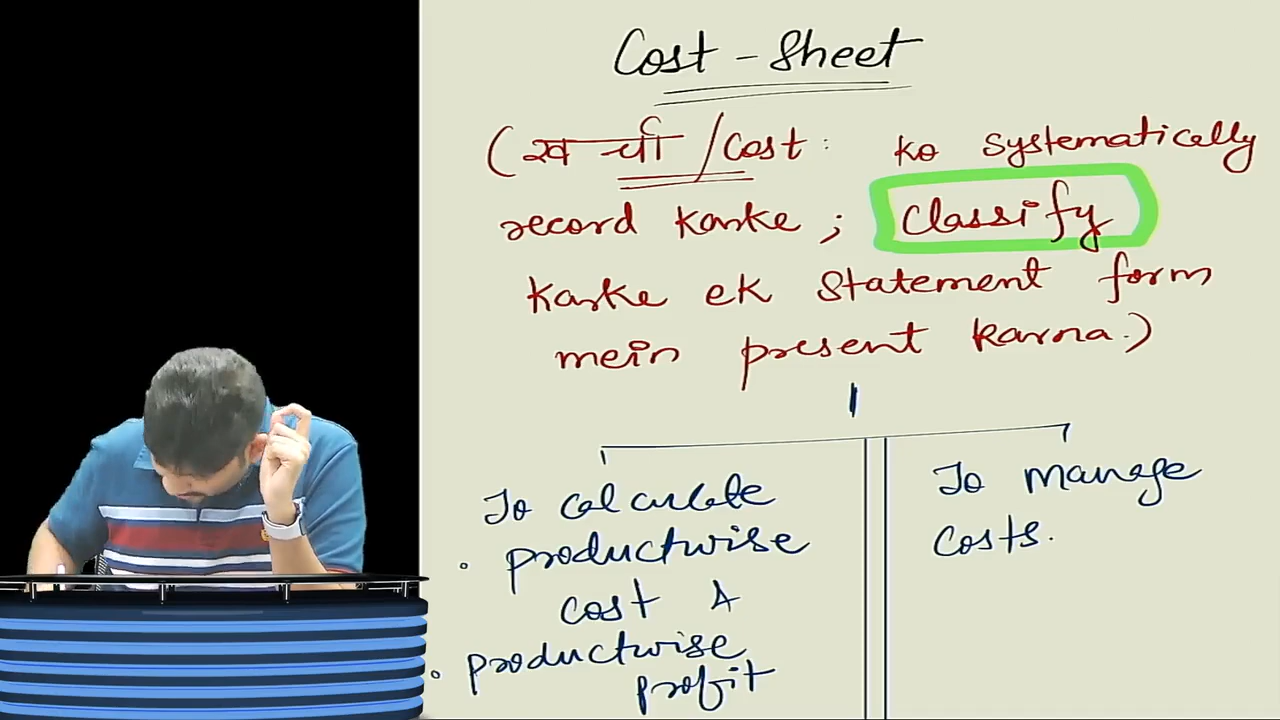 Cost - Sheet
(खर्चा / Cost : ko systematically
record karke ; Classify
karke ek statement form
mein present karna.)
To calculate
• productwise
cost &
• productwise
profit
To manage
costs.